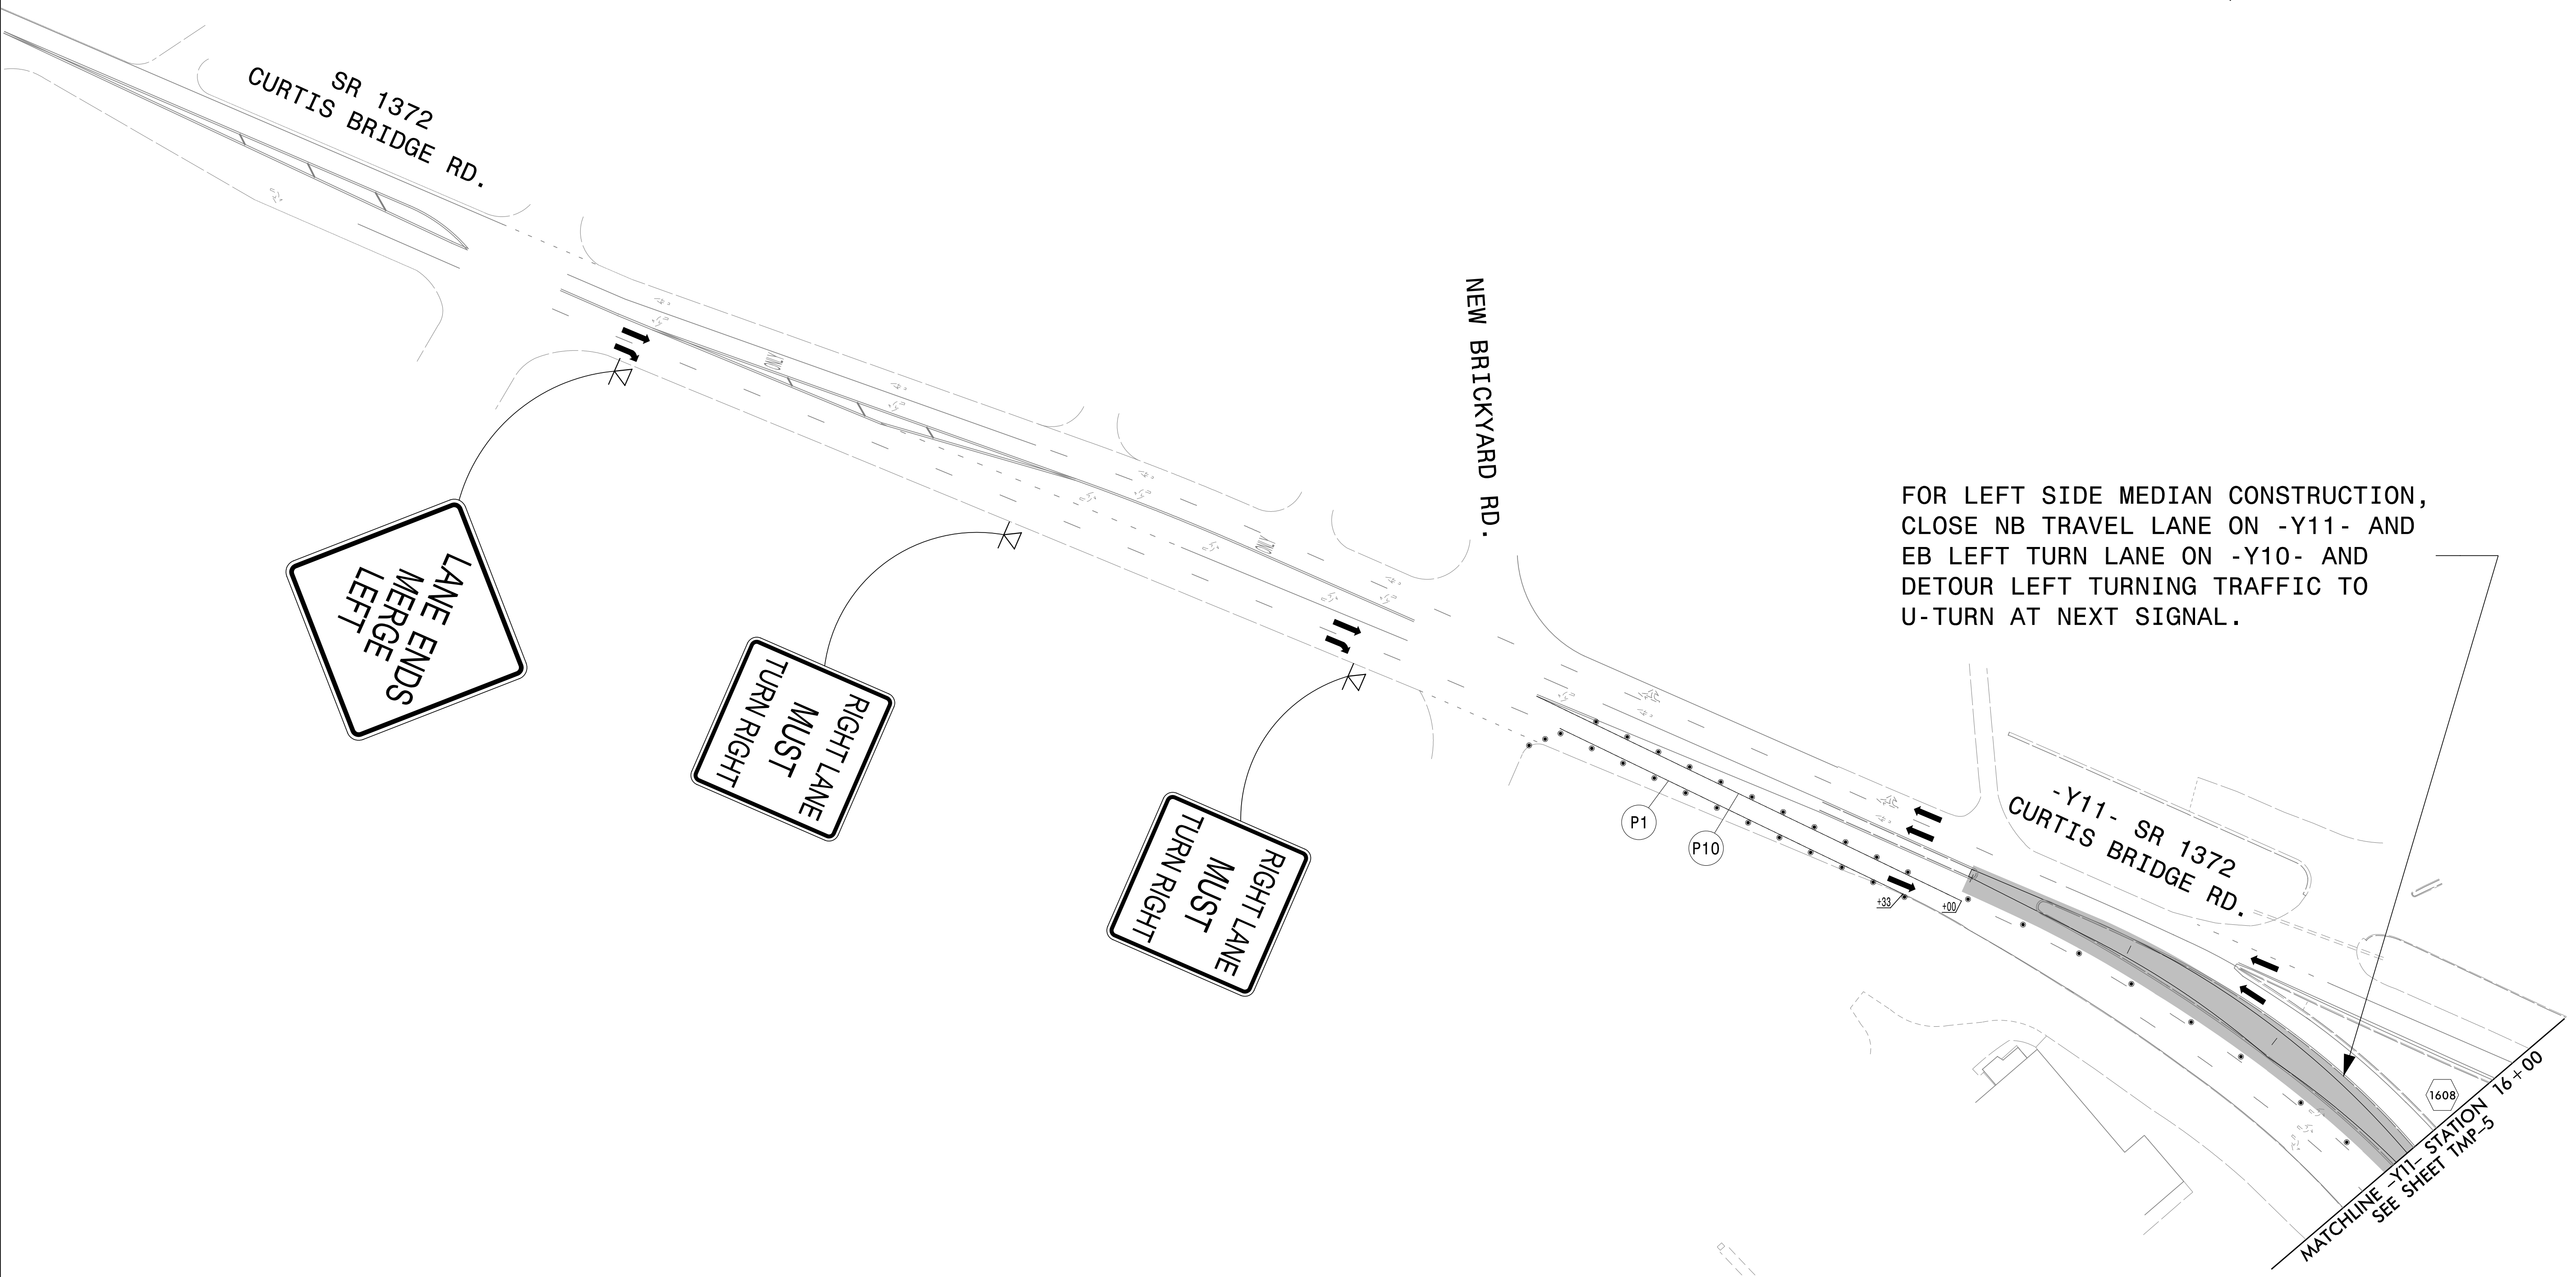 SR 1372
CURTIS BRIDGE RD.
ONLY
NEW BRICKYARD RD.
ONLY
FOR LEFT SIDE MEDIAN CONSTRUCTION,
CLOSE NB TRAVEL LANE ON -Y11- AND
EB LEFT TURN LANE ON -Y10- AND
DETOUR LEFT TURNING TRAFFIC TO
U-TURN AT NEXT SIGNAL.
LANE ENDS
MERGE
LEFT
RIGHT LANE
MUST
TURN RIGHT
RIGHT LANE
MUST
TURN RIGHT
P1
P10
-Y11- SR 1372
CURTIS BRIDGE RD.
+33
+00
1608
MATCHLINE -Y11- STATION 16+00
SEE SHEET TMP-5